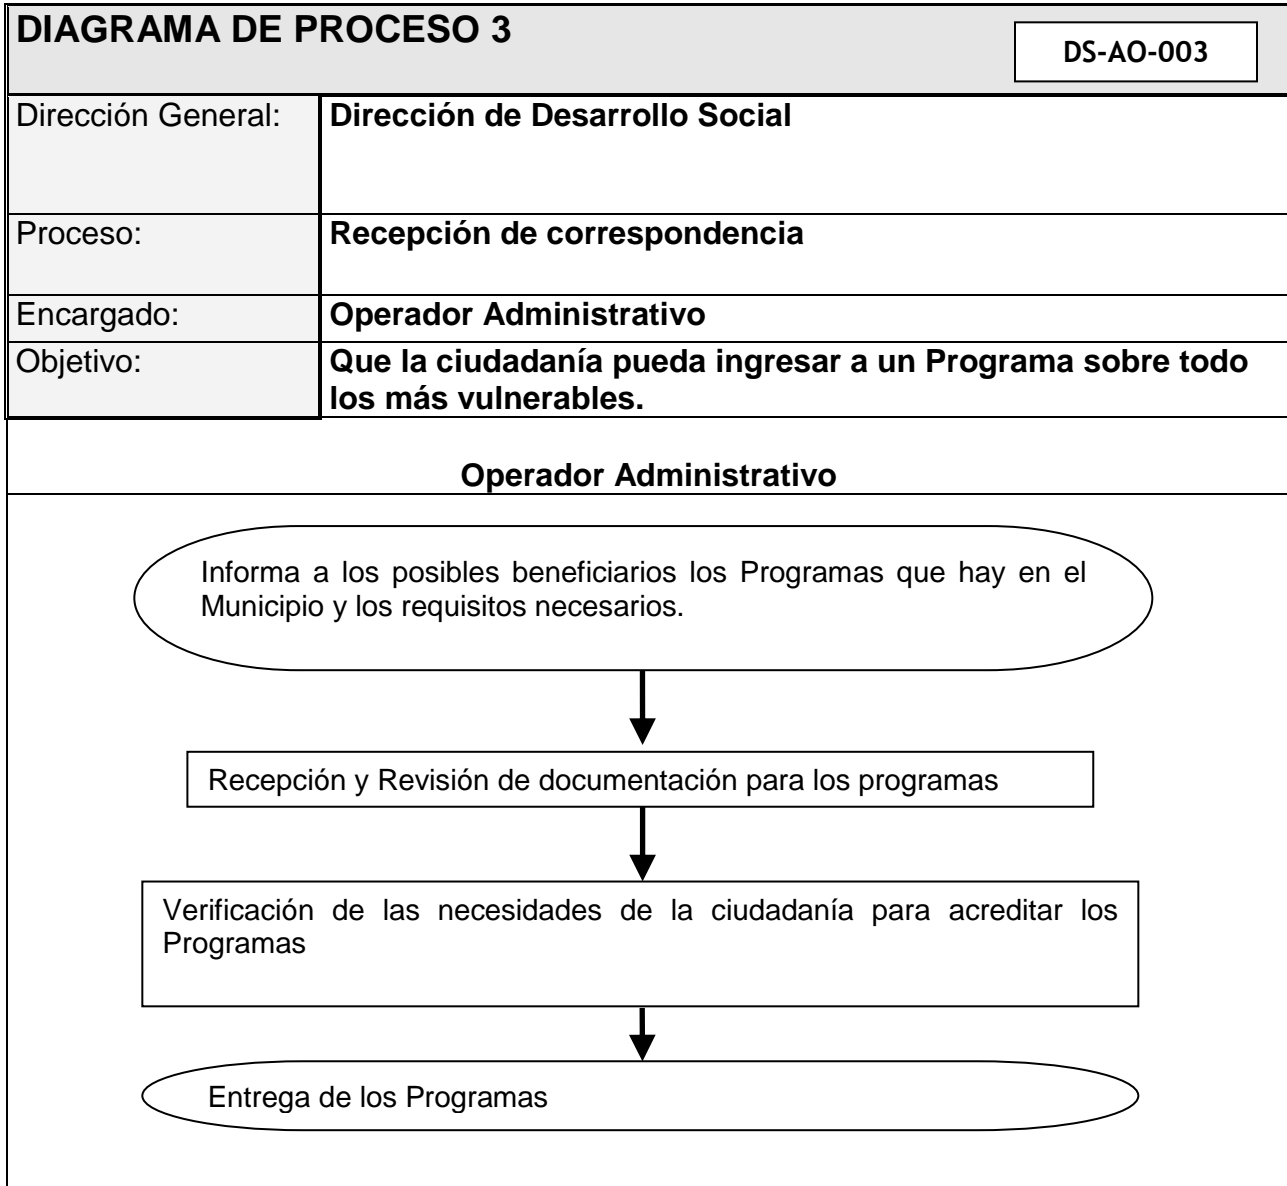 DIAGRAMA DE PROCESO 3
DS-AO-003
Dirección General:
Dirección de Desarrollo Social
Proceso:
Recepción de correspondencia
Encargado:
Operador Administrativo
Objetivo:
Que la ciudadanía pueda ingresar a un Programa sobre todo
los más vulnerables.
Operador Administrativo
Informa a los posibles beneficiarios los Programas que hay en el
Municipio y los requisitos necesarios.
Recepción y Revisión de documentación para los programas
Verificación de las necesidades de la ciudadanía para acreditar los
Programas
Entrega de los Programas